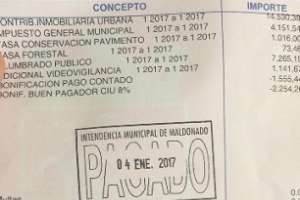 CONCEPTO IMPORTE
CONTRIB INMOBILIARIA URBANA 1 2017 a 1 2017 14.530,30
IMPUESTO GENERAL MUNICIPAL 1 2017 a 1 2017 4.151,5
TASA CONSERVACION PAVIMENTO 1 2017 a 1 2017 1.016,0
TASA FORESTAL 1 2017 a 1 2017 73,4
ALUMBRADO PUBLICO 1 2017 a 1 2017 7.265,1
ADICIONAL VIDEOVIGILANCIA 1 2017 a 1 2017 1.141,6
BONIFICACION PAGO CONTADO -1.555,4
BONIF. BUEN PAGADOR CIU 8% -2.254,2
INTENDENCIA MUNICIPAL DE MALDONADO
PAGADO
04 ENE. 2017